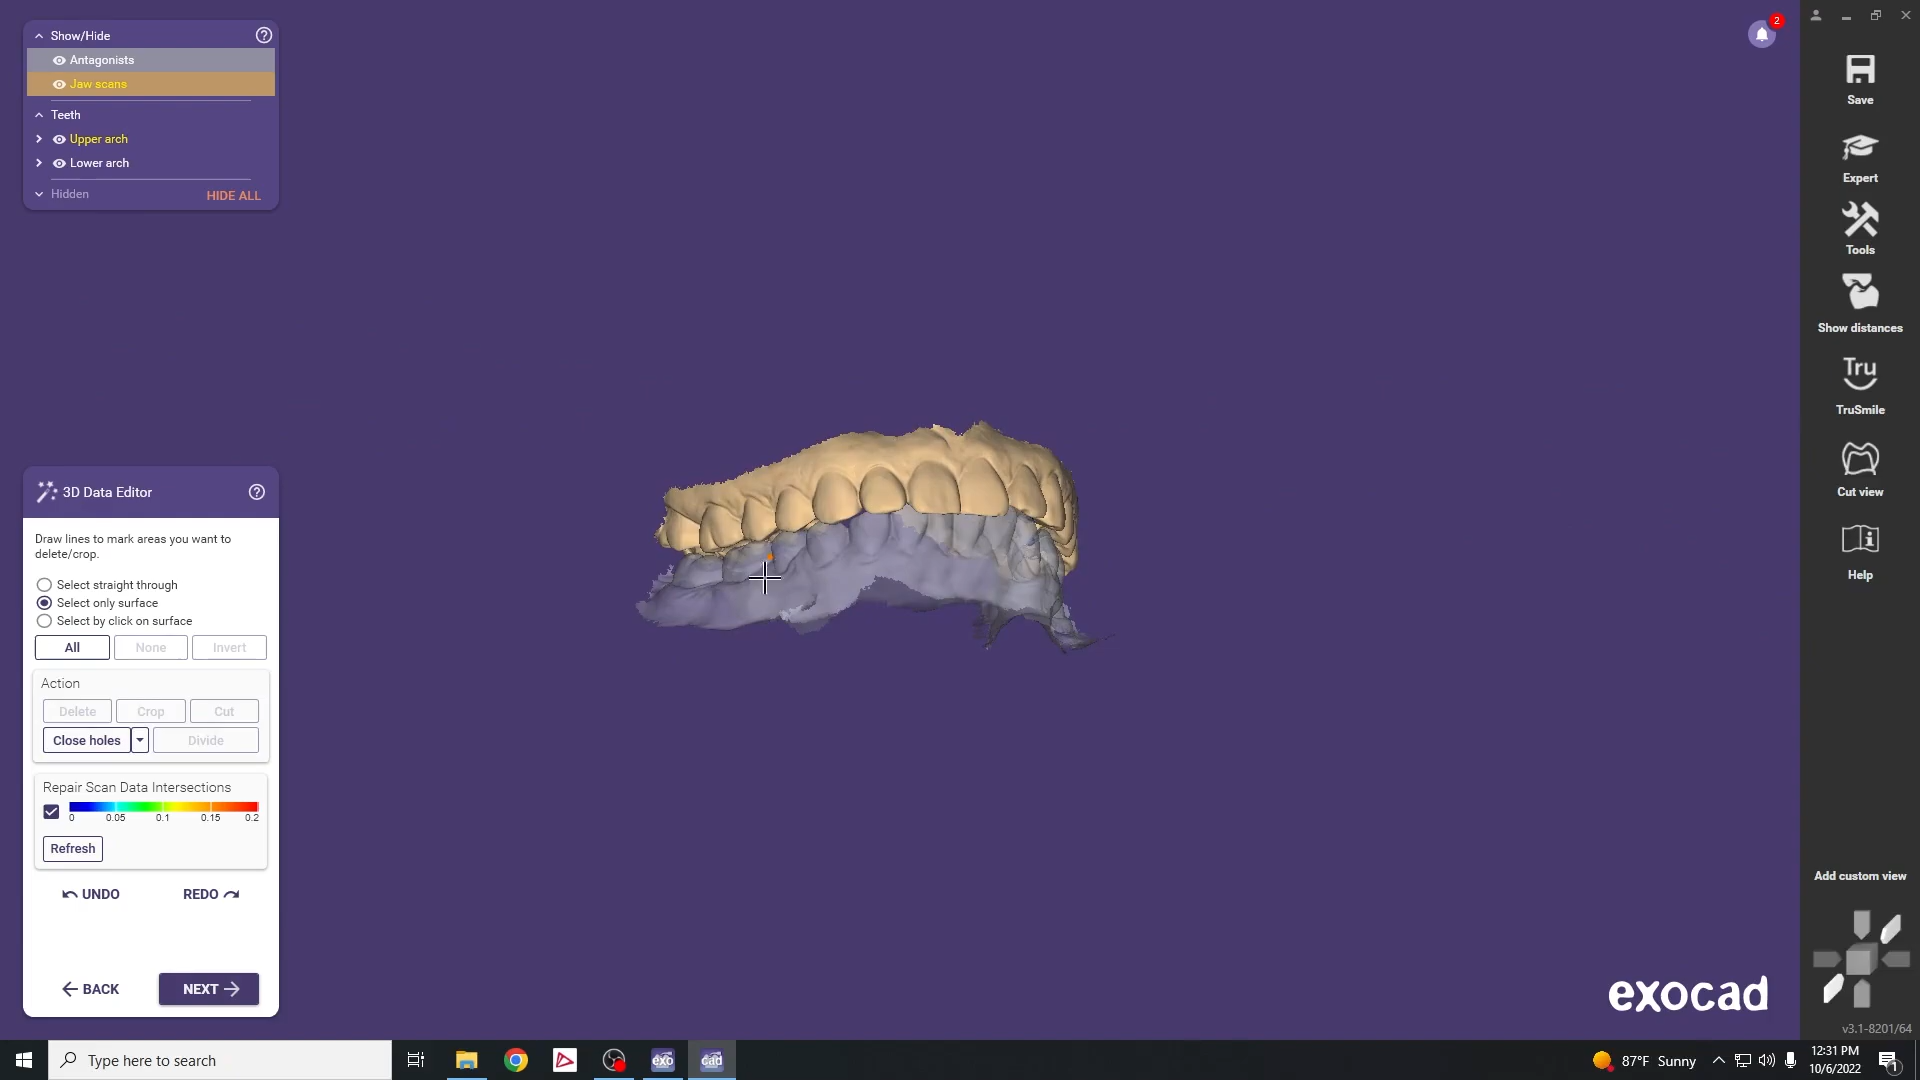 Show/Hide
Antagonists
Jaw scans
Teeth
Upper arch
Lower arch
Hidden
HIDE ALL
3D Data Editor
Draw lines to mark areas you want to
delete/crop.
Select straight through
Select only surface
Select by click on surface
All
None
Invert
Action
Delete
Crop
Cut
Close holes
Divide
Repair Scan Data Intersections
0
0.05
0.1
0.15
0.2
Refresh
UNDO
REDO
BACK
NEXT
2
Save
Expert
Tools
Show distances
Tru
TruSmile
Cut view
Help
Add custom view
exocad
v3.1-8201/64
Type here to search
exo
cad
87°F Sunny
12:31 PM
10/6/2022
1